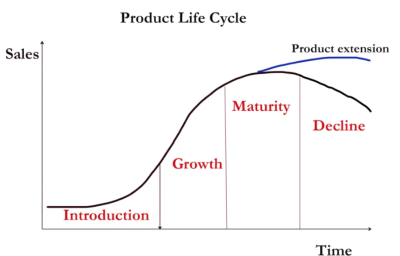 Product Life Cycle
Sales
Product extension
Maturity
Decline
Growth
Introduction
Time